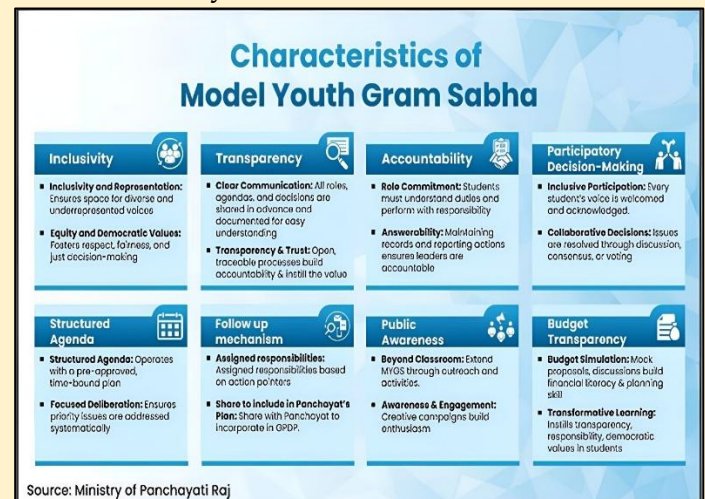 Characteristics of
Model Youth Gram Sabha
Inclusivity
▪ Inclusivity and Representation:
Ensures space for diverse and
underrepresented voices
▪ Equity and Democratic Values:
Fosters respect, fairness, and
just decision-making
Transparency
▪ Clear Communication: All roles,
agendas, and decisions are
shared in advance and
documented for easy
understanding
▪ Transparency & Trust: Open,
traceable processes build
accountability & instill the value
Accountability
▪ Role Commitment: Students
must understand duties and
perform with responsibility
▪ Answerability: Maintaining
records and reporting actions
ensures leaders are
accountable
Participatory
Decision-Making
▪ Inclusive Participation: Every
student's voice is welcomed
and acknowledged.
▪ Collaborative Decisions: Issues
are resolved through discussion,
consensus, or voting
Structured
Agenda
▪ Structured Agenda: Operates
with a pre-approved,
time-bound plan
▪ Focused Deliberation: Ensures
priority issues are addressed
systematically
Follow up
mechanism
▪ Assigned responsibilities:
Assigned responsibilities based
on action pointers
▪ Share to include in Panchayat's
Plan: Share with Panchayat to
incorporate in GPDP.
Public
Awareness
▪ Beyond Classroom: Extend
MYGS through outreach and
activities.
▪ Awareness & Engagement:
Creative campaigns build
enthusiasm
Budget
Transparency
▪ Budget Simulation: Mock
proposals, discussions build
financial literacy & planning
skill
▪ Transformative Learning:
Instills transparency,
responsibility, democratic
values in students
Source: Ministry of Panchayati Raj